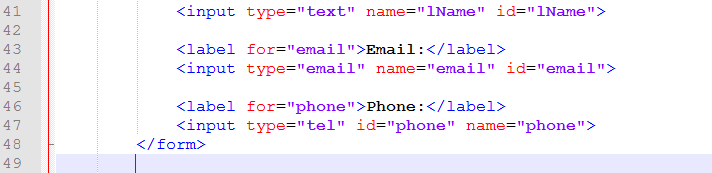 41 <input type="text" name="lName" id="lName">
42
43 <label for="email">Email:</label>
44 <input type="email" name="email" id="email">
45
46 <label for="phone">Phone:</label>
47 <input type="tel" id="phone" name="phone">
48 </form>
49